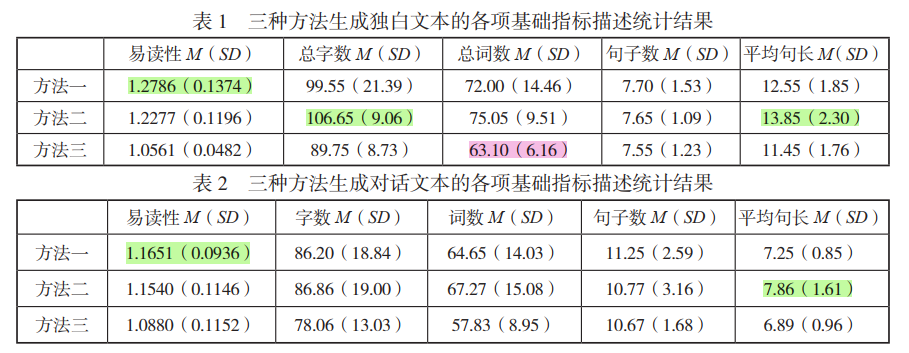 表 1 三种方法生成独白文本的各项基础指标描述统计结果
易读性 M（SD） 总字数 M（SD） 总词数 M（SD） 句子数 M（SD） 平均句长 M（SD）
方法一 1.2786（0.1374） 99.55（21.39） 72.00（14.46） 7.70（1.53） 12.55（1.85）
方法二 1.2277（0.1196） 106.65（9.06） 75.05（9.51） 7.65（1.09） 13.85（2.30）
方法三 1.0561（0.0482） 89.75（8.73） 63.10（6.16） 7.55（1.23） 11.45（1.76）
表 2 三种方法生成对话文本的各项基础指标描述统计结果
易读性 M（SD） 字数 M（SD） 词数 M（SD） 句子数 M（SD） 平均句长 M（SD）
方法一 1.1651（0.0936） 86.20（18.84） 64.65（14.03） 11.25（2.59） 7.25（0.85）
方法二 1.1540（0.1146） 86.86（19.00） 67.27（15.08） 10.77（3.16） 7.86（1.61）
方法三 1.0880（0.1152） 78.06（13.03） 57.83（8.95） 10.67（1.68） 6.89（0.96）